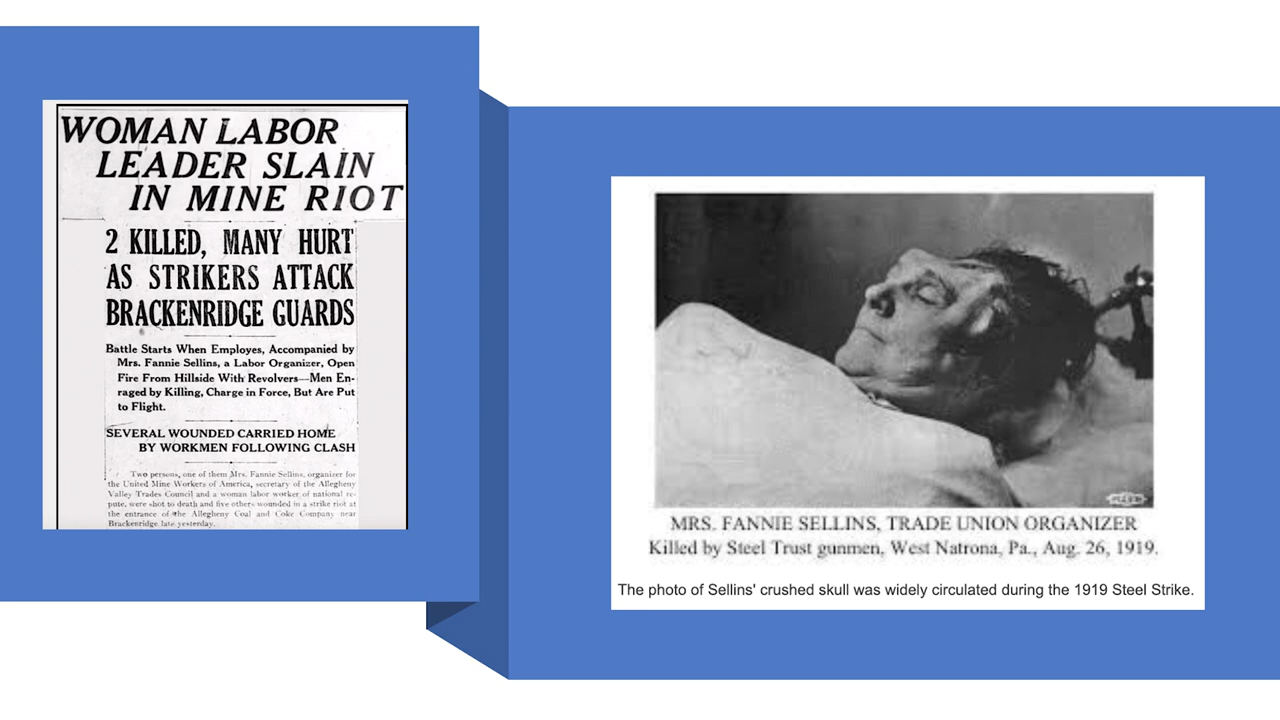 WOMAN LABOR
LEADER SLAIN
IN MINE RIOT
2 KILLED, MANY HURT
AS STRIKERS ATTACK
BRACKENRIDGE GUARDS
Battle Starts When Employes, Accompanied by
Mrs. Fannie Sellins, a Labor Organizer, Open
Fire From Hillside With Revolvers—Men En-
raged by Killing, Charge in Force, But Are Put
to Flight.
SEVERAL WOUNDED CARRIED HOME
BY WORKMEN FOLLOWING CLASH
Two persons, one of them Mrs. Fannie Sellins, organizer for
the United Mine Workers of America, secretary of the Allegheny
Valley Trades Council and a woman labor worker of national re-
pute, were shot to death and five others wounded in a strike riot at
the entrance of the Allegheny Coal and Coke Company near
Brackenridge late yesterday.
MRS. FANNIE SELLINS, TRADE UNION ORGANIZER
Killed by Steel Trust gunmen, West Natrona, Pa., Aug. 26, 1919.
The photo of Sellins' crushed skull was widely circulated during the 1919 Steel Strike.